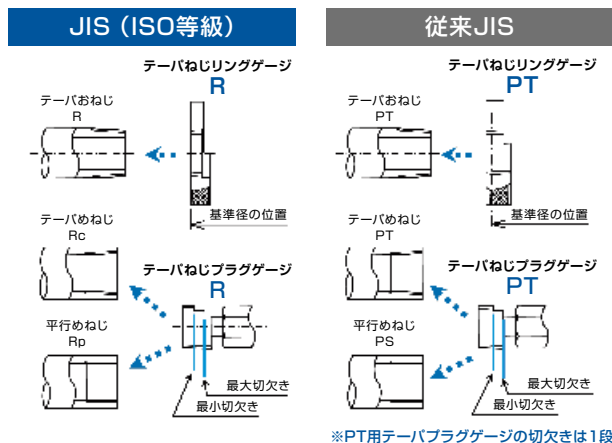 JIS（ISO等級）
テーパねじリングゲージ
R
テーパおねじ
R
基準径の位置
テーパめねじ
Rc
テーパねじプラグゲージ
R
平行めねじ
Rp
最大切欠き
最小切欠き
従来JIS
テーパねじリングゲージ
PT
テーパおねじ
PT
基準径の位置
テーパめねじ
PT
テーパねじプラグゲージ
PT
平行めねじ
PS
最大切欠き
最小切欠き
※PT用テーパプラグゲージの切欠きは1段